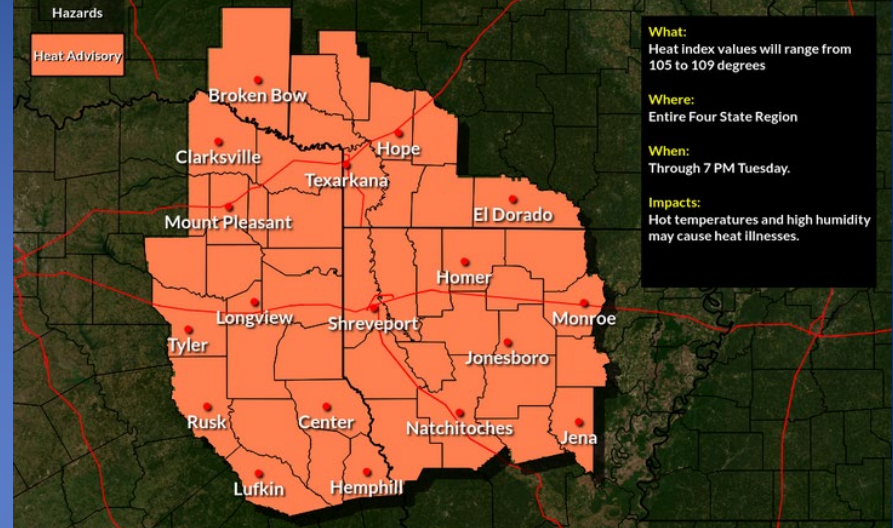 Hazards
Heat Advisory
What:
Heat index values will range from
105 to 109 degrees
Where:
Entire Four State Region
When:
Through 7 PM Tuesday.
Impacts:
Hot temperatures and high humidity
may cause heat illnesses.
Broken Bow
Hope
Clarksville
Texarkana
El Dorado
Mount Pleasant
Homer
Longview
Shreveport
Monroe
Tyler
Jonesboro
Rusk
Center
Natchitoches
Jena
Lufkin
Hemphill